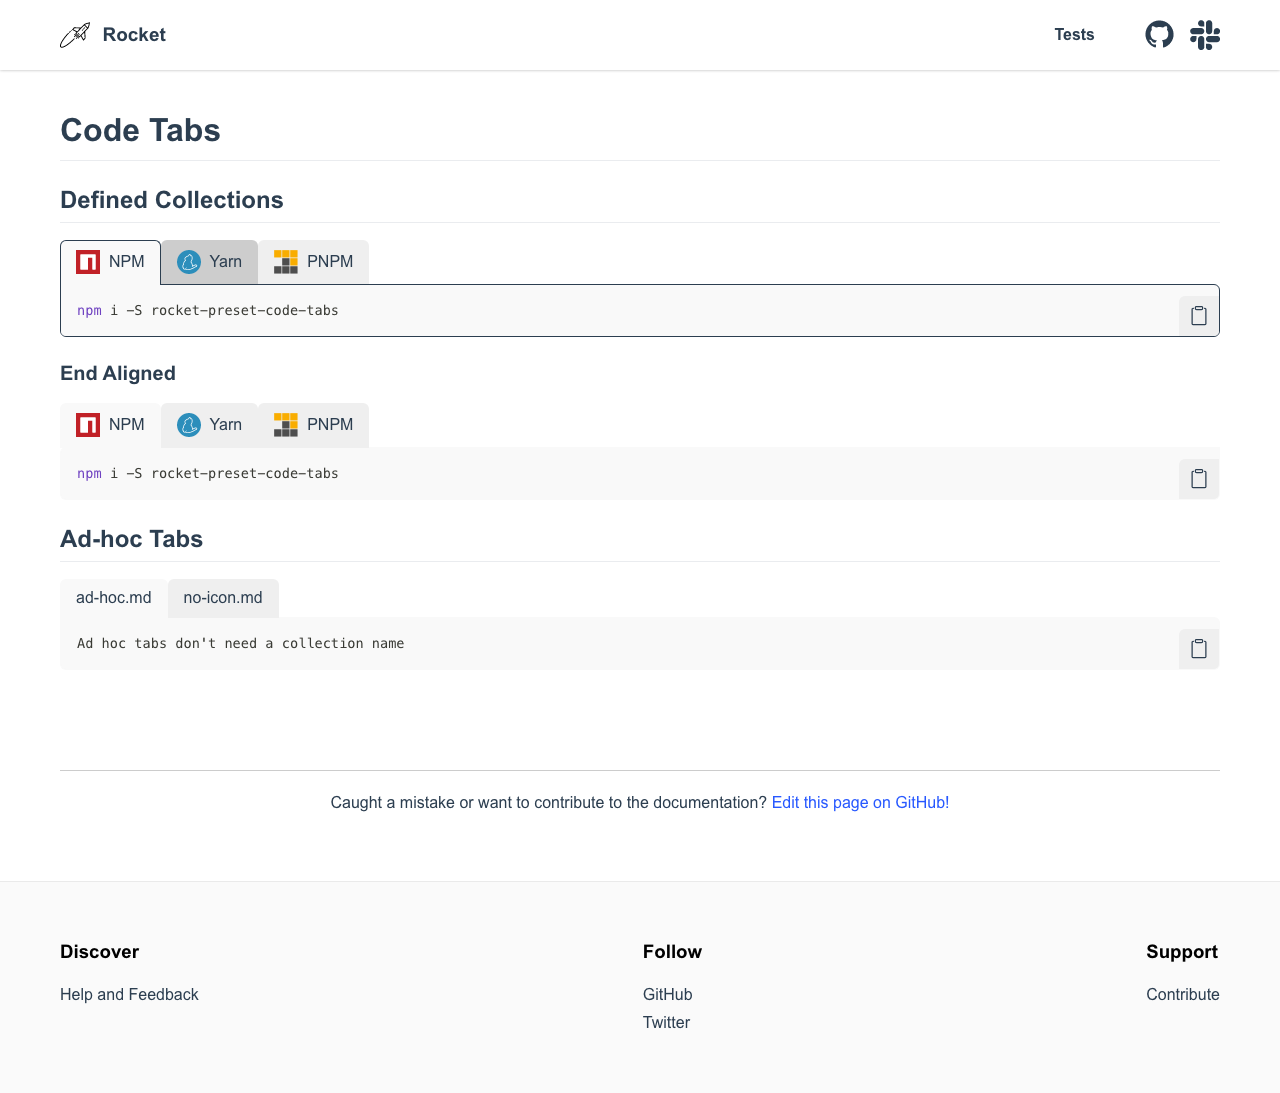 Rocket
Tests
Code Tabs
Defined Collections
NPM Yarn PNPM
npm i -S rocket-preset-code-tabs
End Aligned
NPM Yarn PNPM
npm i -S rocket-preset-code-tabs
Ad-hoc Tabs
ad-hoc.md no-icon.md
Ad hoc tabs don't need a collection name
Caught a mistake or want to contribute to the documentation? Edit this page on GitHub!
Discover
Help and Feedback
Follow
GitHub
Twitter
Support
Contribute